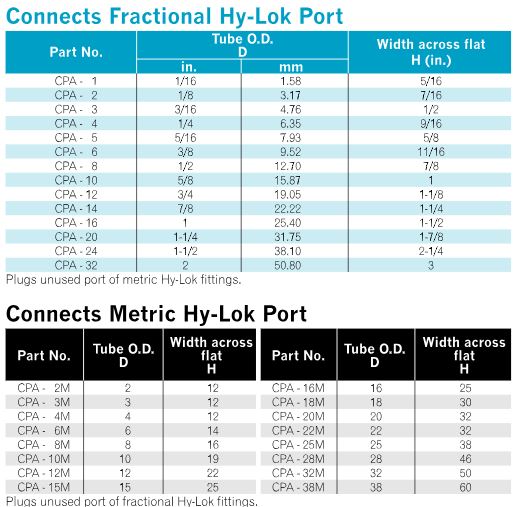 Connects Fractional Hy-Lok Port
Part No. Tube O.D. D Width across flat H (in.)
in. mm
CPA - 1 1/16 1.58 5/16
CPA - 2 1/8 3.17 7/16
CPA - 3 3/16 4.76 1/2
CPA - 4 1/4 6.35 9/16
CPA - 5 5/16 7.93 5/8
CPA - 6 3/8 9.52 11/16
CPA - 8 1/2 12.70 7/8
CPA - 10 5/8 15.87 1
CPA - 12 3/4 19.05 1-1/8
CPA - 14 7/8 22.22 1-1/4
CPA - 16 1 25.40 1-1/2
CPA - 20 1-1/4 31.75 1-7/8
CPA - 24 1-1/2 38.10 2-1/4
CPA - 32 2 50.80 3
Plugs unused port of metric Hy-Lok fittings.
Connects Metric Hy-Lok Port
Part No. Tube O.D. D Width across flat H Part No. Tube O.D. D Width across flat H
CPA - 2M 2 12 CPA - 16M 16 25
CPA - 3M 3 12 CPA - 18M 18 30
CPA - 4M 4 12 CPA - 20M 20 32
CPA - 6M 6 14 CPA - 22M 22 32
CPA - 8M 8 16 CPA - 25M 25 38
CPA - 10M 10 19 CPA - 28M 28 46
CPA - 12M 12 22 CPA - 32M 32 50
CPA - 15M 15 25 CPA - 38M 38 60
Plugs unused port of fractional Hy-Lok fittings.